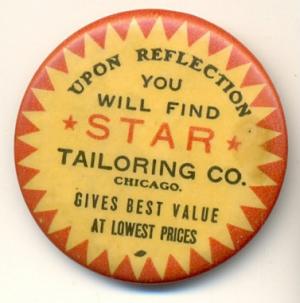 UPON REFLECTION
YOU
WILL FIND
★ STAR ★
TAILORING CO.
CHICAGO.
GIVES BEST VALUE
AT LOWEST PRICES